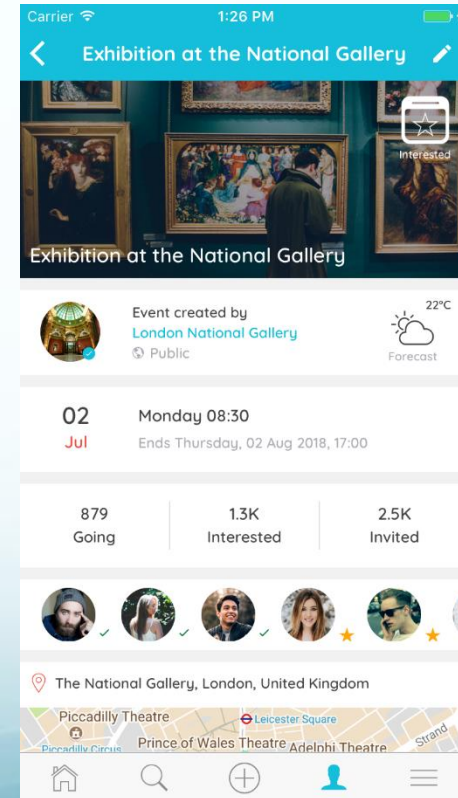 Carrier 1:26 PM
Exhibition at the National Gallery
Interested
Exhibition at the National Gallery
Event created by
London National Gallery
Public
22°C
Forecast
02
Jul
Monday 08:30
Ends Thursday, 02 Aug 2018, 17:00
879
Going
1.3K
Interested
2.5K
Invited
The National Gallery, London, United Kingdom
Piccadilly Theatre
Leicester Square
Piccadilly Circus
Prince of Wales Theatre
Adelphi Theatre
Strand